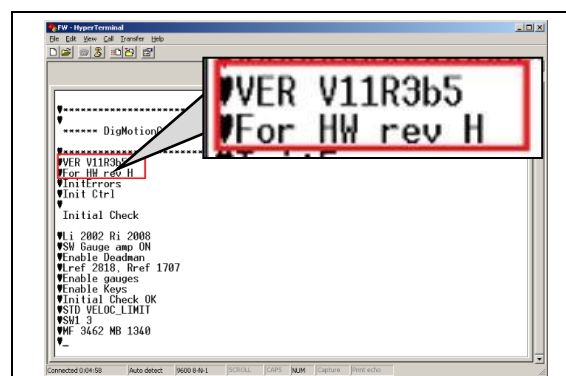 FW - HyperTerminal
File Edit View Call Transfer Help
♥VER V11R3b5
♥For HW rev H
♥*********************
♥
****** DigMotionC
♥*********************
♥VER V11R3b5
♥For HW rev H
♥InitErrors
♥Init Ctrl
♥
Initial Check
♥Li 2002 Ri 2008
♥SW Gauge amp ON
♥Enable Deadman
♥Lref 2818, Rref 1707
♥Enable gauges
♥Enable Keys
♥Initial Check OK
♥STD VELOC_LIMIT
♥SW1 3
♥MF 3462 MB 1340
♥_
Connected 0:04:58 Auto detect 9600 8-N-1 SCROLL CAPS NUM Capture Print echo